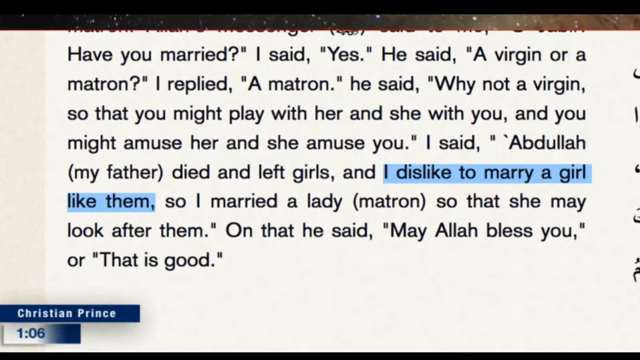 Have you married?" I said, "Yes." He said, "A virgin or a
matron?" I replied, "A matron." he said, "Why not a virgin,
so that you might play with her and she with you, and you
might amuse her and she amuse you." I said, " `Abdullah
(my father) died and left girls, and I dislike to marry a girl
like them, so I married a lady (matron) so that she may
look after them." On that he said, "May Allah bless you,"
or "That is good."
Christian Prince
1:06